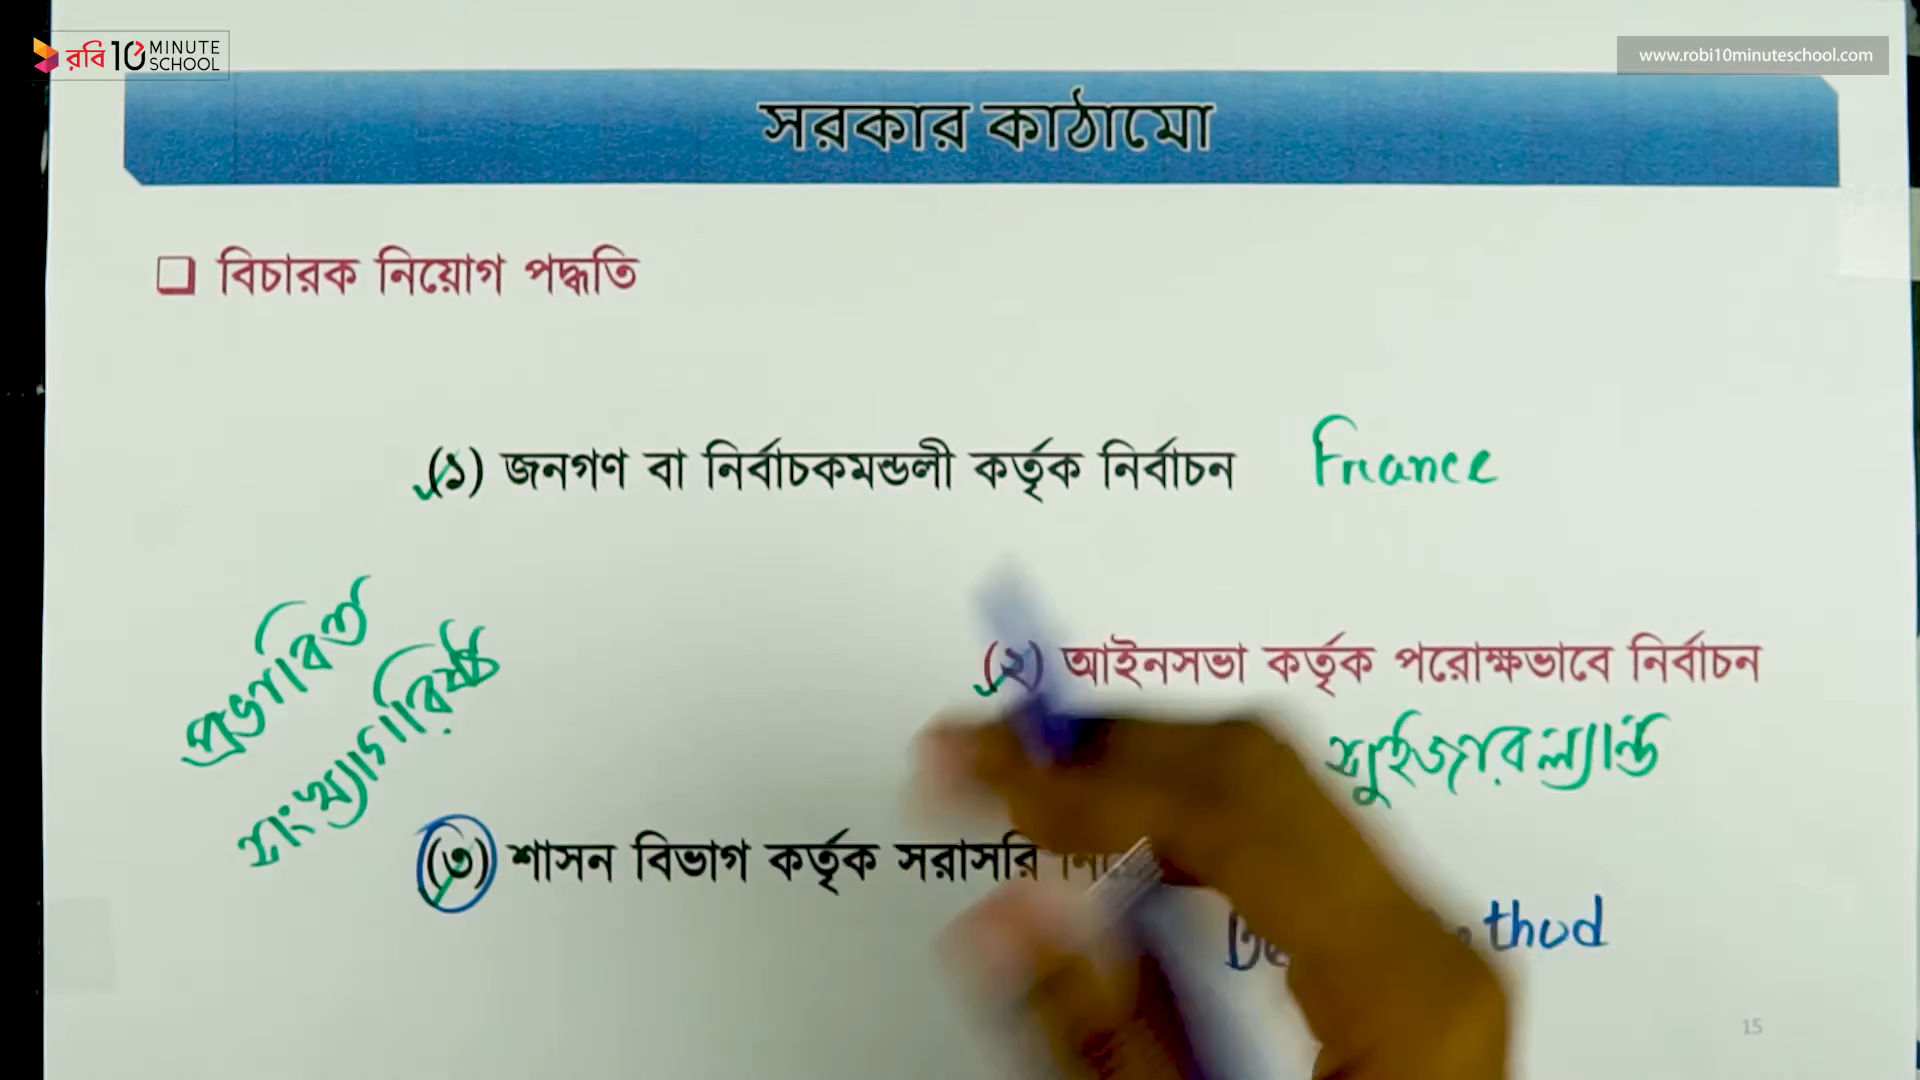 রবি 10 MINUTE SCHOOL
www.robi10minuteschool.com
সরকার কাঠামো
বিচারক নিয়োগ পদ্ধতি
(১) জনগণ বা নির্বাচকমন্ডলী কর্তৃক নির্বাচন France
প্রভাবিত
সংখ্যাগরিষ্ঠ
(২) আইনসভা কর্তৃক পরোক্ষভাবে নির্বাচন
সুইজারল্যান্ড
(৩) শাসন বিভাগ কর্তৃক সরাসরি
thod
15